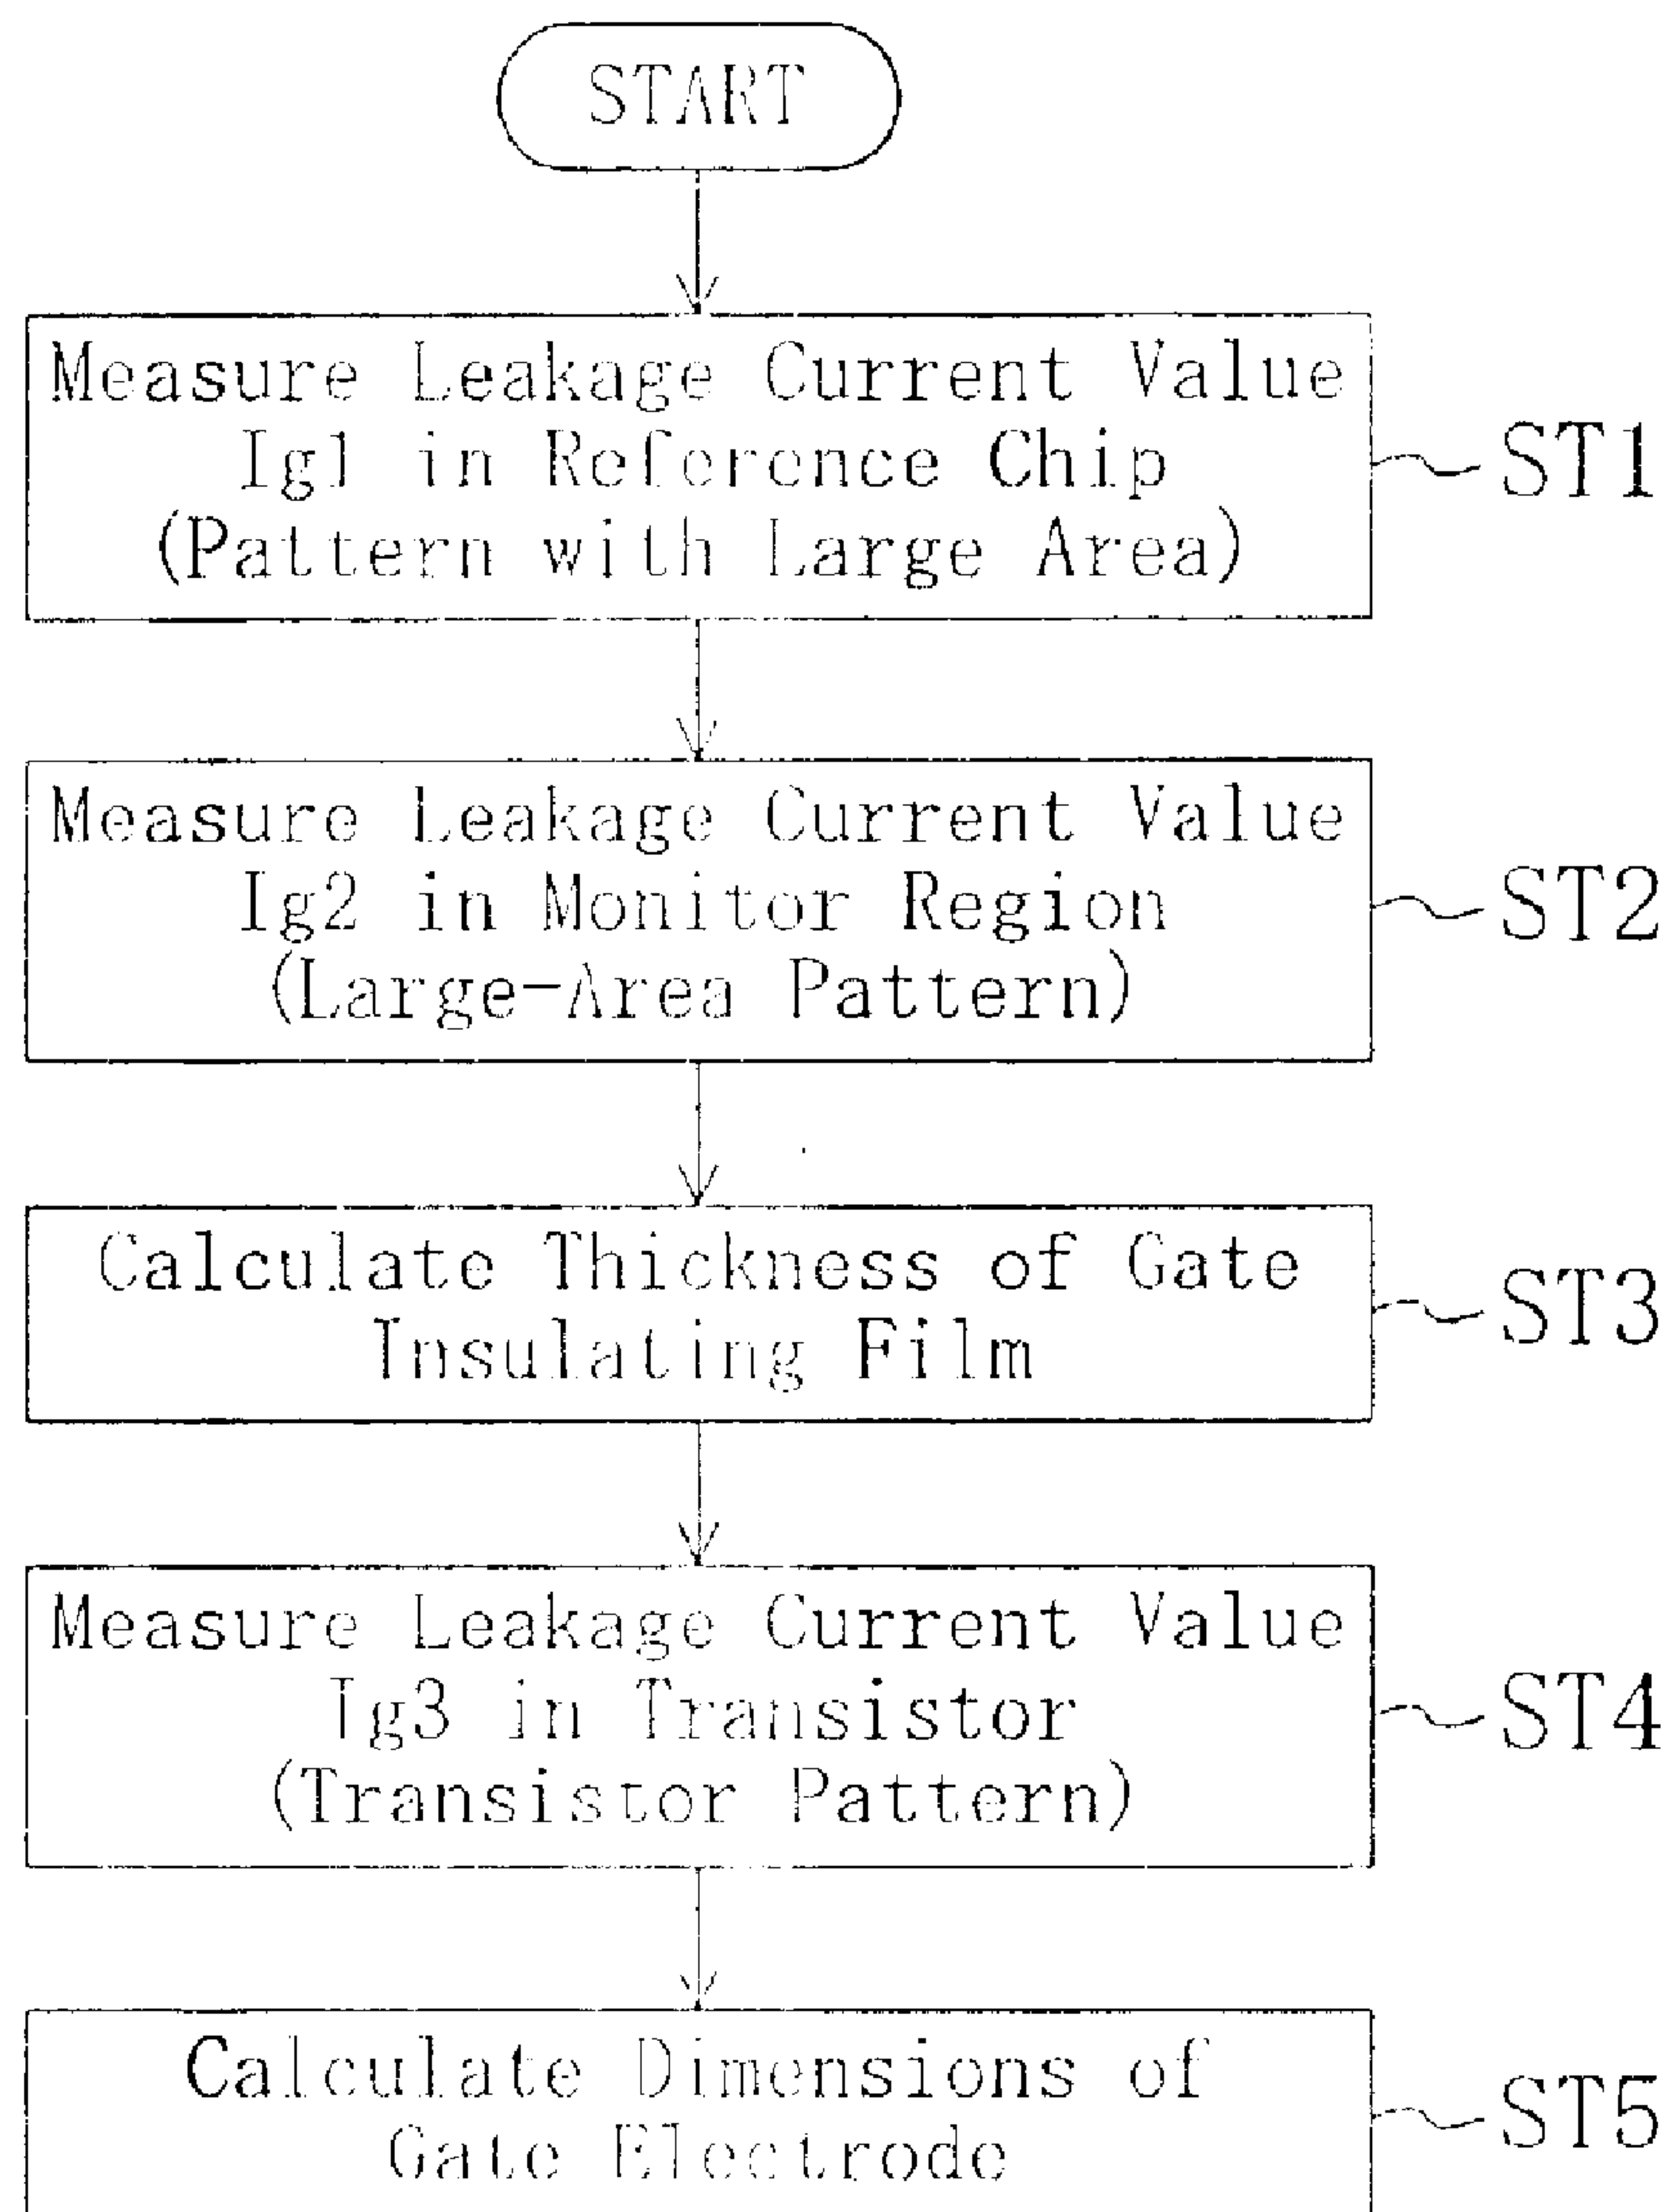 START
Measure Leakage Current Value
Ig1 in Reference Chip
(Pattern with Large Area)
ST1
Measure Leakage Current Value
Ig2 in Monitor Region
(Large-Area Pattern)
ST2
Calculate Thickness of Gate
Insulating Film
ST3
Measure Leakage Current Value
Ig3 in Transistor
(Transistor Pattern)
ST4
Calculate Dimensions of
Gate Electrode
ST5